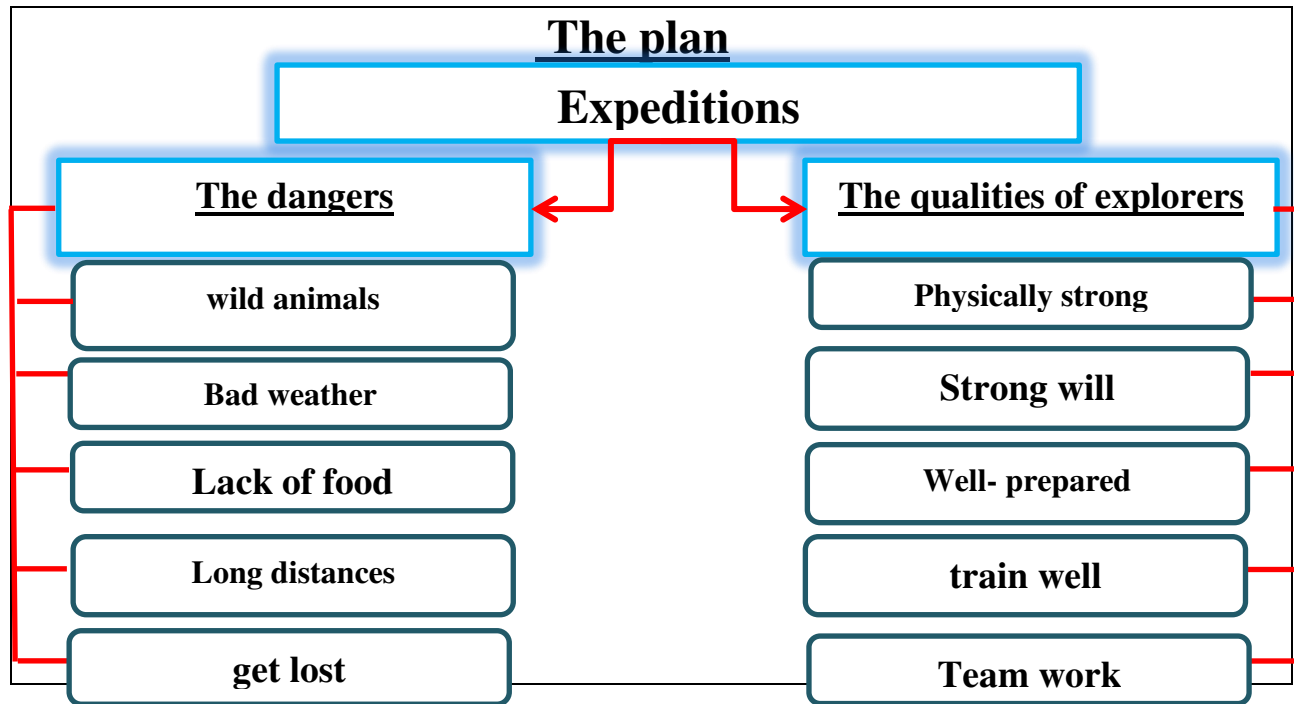 The plan
Expeditions
The dangers
wild animals
Bad weather
Lack of food
Long distances
get lost
The qualities of explorers
Physically strong
Strong will
Well- prepared
train well
Team work